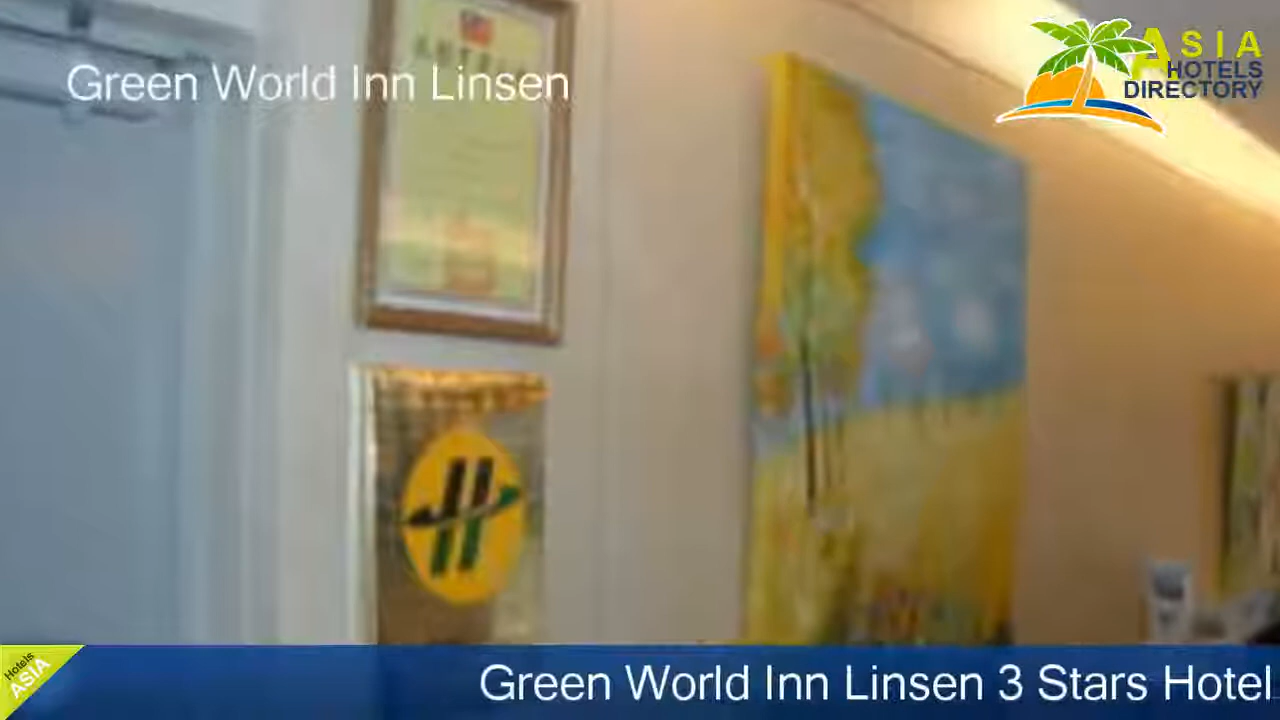 Green World Inn Linsen
ASIA
HOTELS
DIRECTORY
Hotels
ASIA
Green World Inn Linsen 3 Stars Hotel